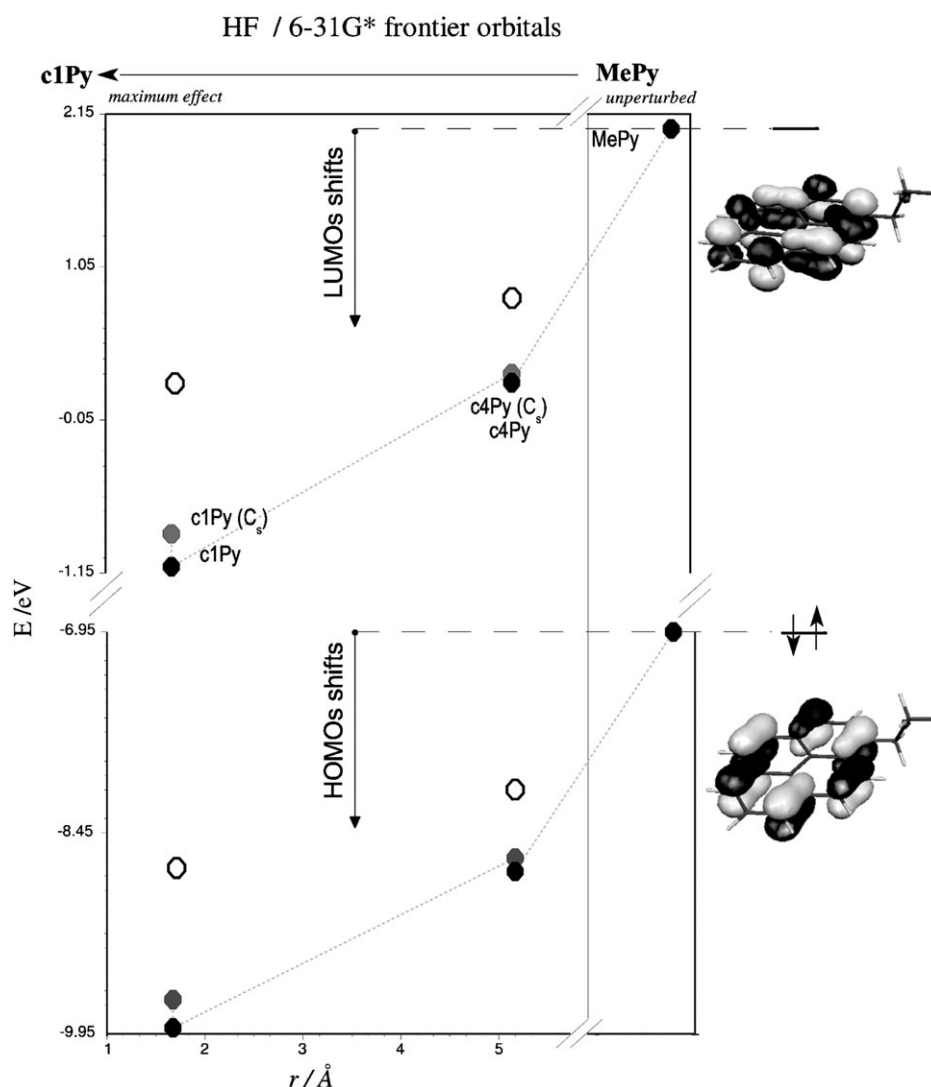 HF / 6-31G* frontier orbitals
c1Py
MePy
maximum effect
unperturbed
2.15
MePy
LUMOs shifts
1.05
c4Py (Cs)
c4Py
-0.05
c1Py (Cs)
c1Py
-1.15
E /eV
-6.95
HOMOs shifts
-8.45
-9.95
1
2
3
4
5
r / Å